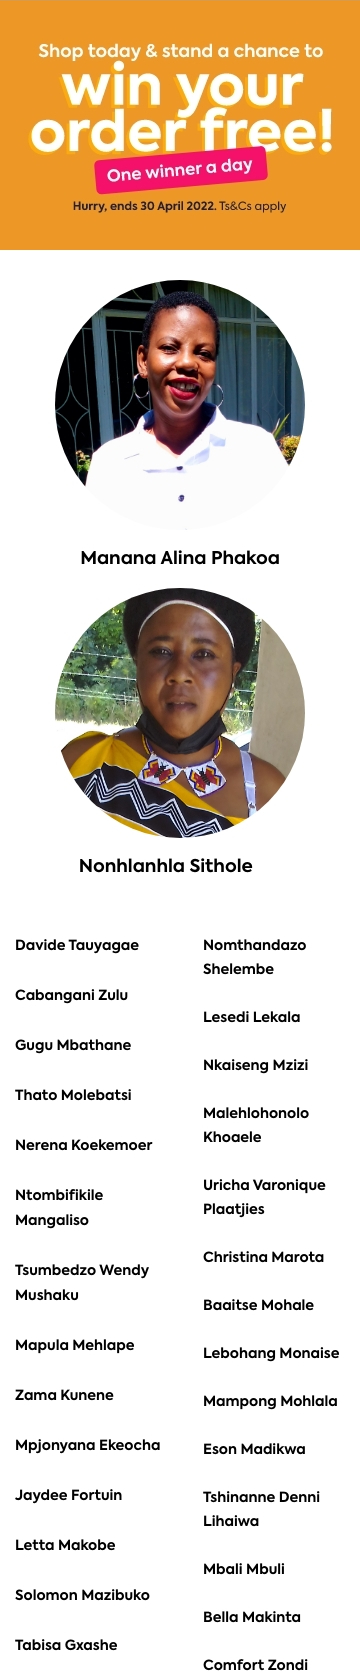 Shop today & stand a chance to
win your
order free!
One winner a day
Hurry, ends 30 April 2022. Ts&Cs apply
Manana Alina Phakoa
Nonhlanhla Sithole
Davide Tauyagae
Cabangani Zulu
Gugu Mbathane
Thato Molebatsi
Nerena Koekemoer
Ntombifikile
Mangaliso
Tsumbedzo Wendy
Mushaku
Mapula Mehlape
Zama Kunene
Mpjonyana Ekeocha
Jaydee Fortuin
Letta Makobe
Solomon Mazibuko
Tabisa Gxashe
Nomthandazo
Shelembe
Lesedi Lekala
Nkaiseng Mzizi
Malehlohonolo
Khoaele
Uricha Varonique
Plaatjies
Christina Marota
Baaitse Mohale
Lebohang Monaise
Mampong Mohlala
Eson Madikwa
Tshinanne Denni
Lihaiwa
Mbali Mbuli
Bella Makinta
Comfort Zondi